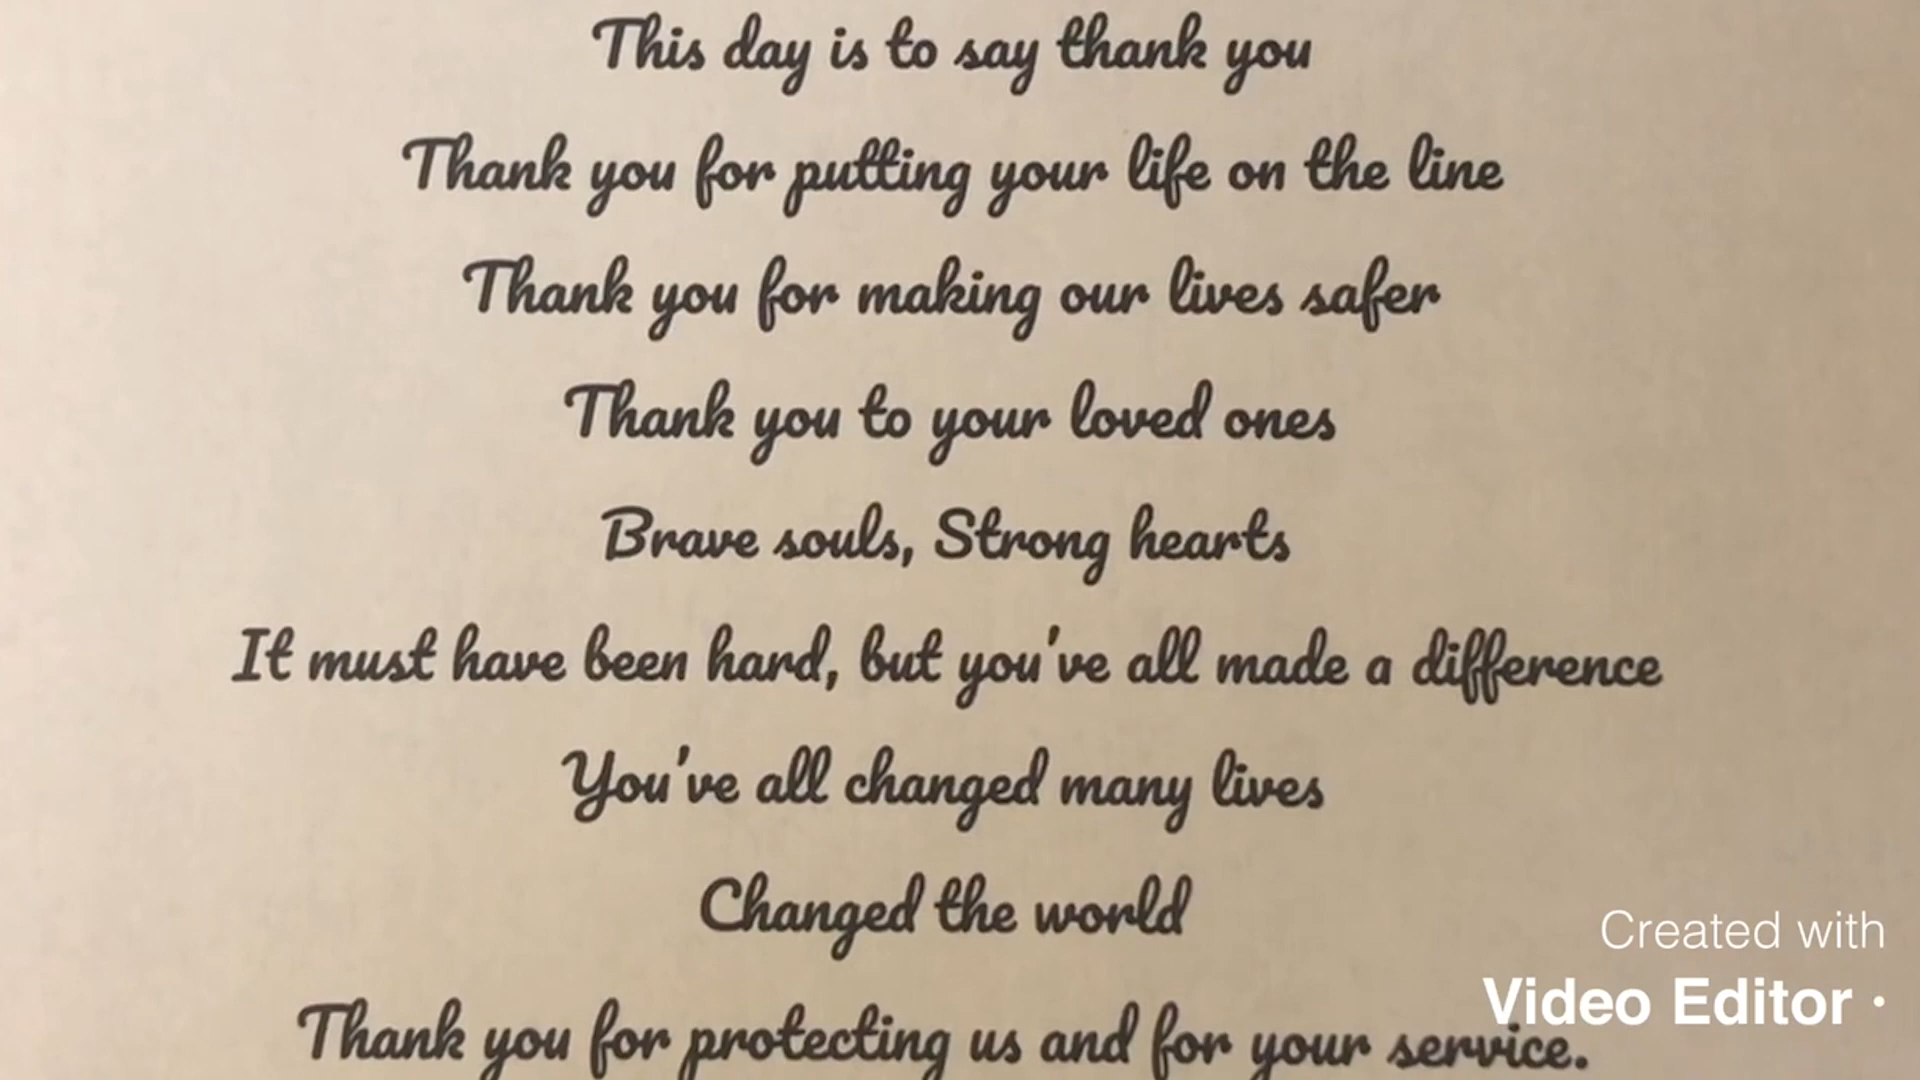 This day is to say thank you
Thank you for putting your life on the line
Thank you for making our lives safer
Thank you to your loved ones
Brave souls, Strong hearts
It must have been hard, but you've all made a difference
You've all changed many lives
Changed the world
Thank you for protecting us and for your service.
Created with
Video Editor •